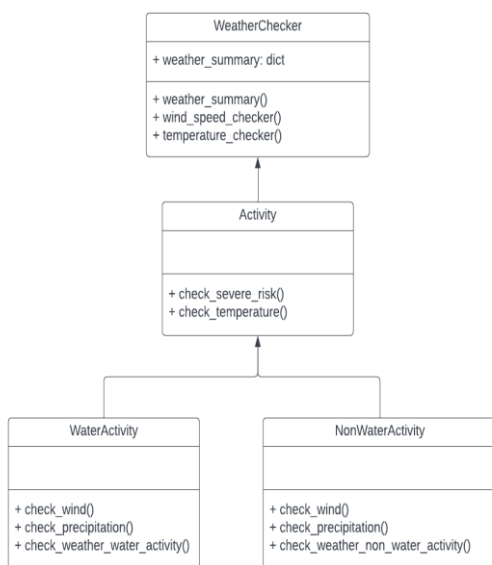 WeatherChecker
+ weather_summary: dict
+ weather_summary()
+ wind_speed_checker()
+ temperature_checker()
Activity
+ check_severe_risk()
+ check_temperature()
WaterActivity
+ check_wind()
+ check_precipitation()
+ check_weather_water_activity()
NonWaterActivity
+ check_wind()
+ check_precipitation()
+ check_weather_non_water_activity()